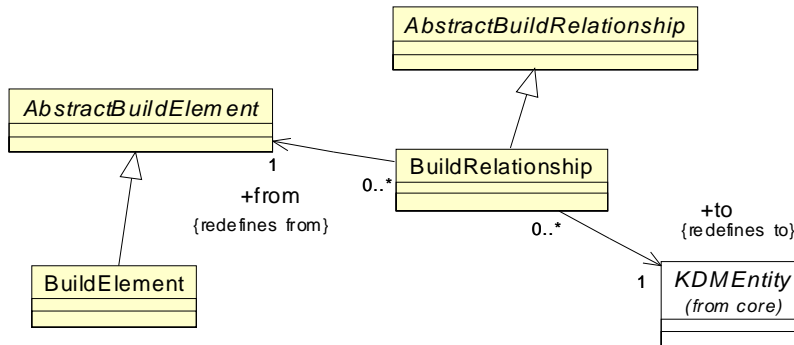 AbstractBuildRelationship
AbstractBuildElement
BuildRelationship
1
0..*
+from
{redefines from}
0..*
+to
{redefines to}
BuildElement
1
KDMEntity
(from core)